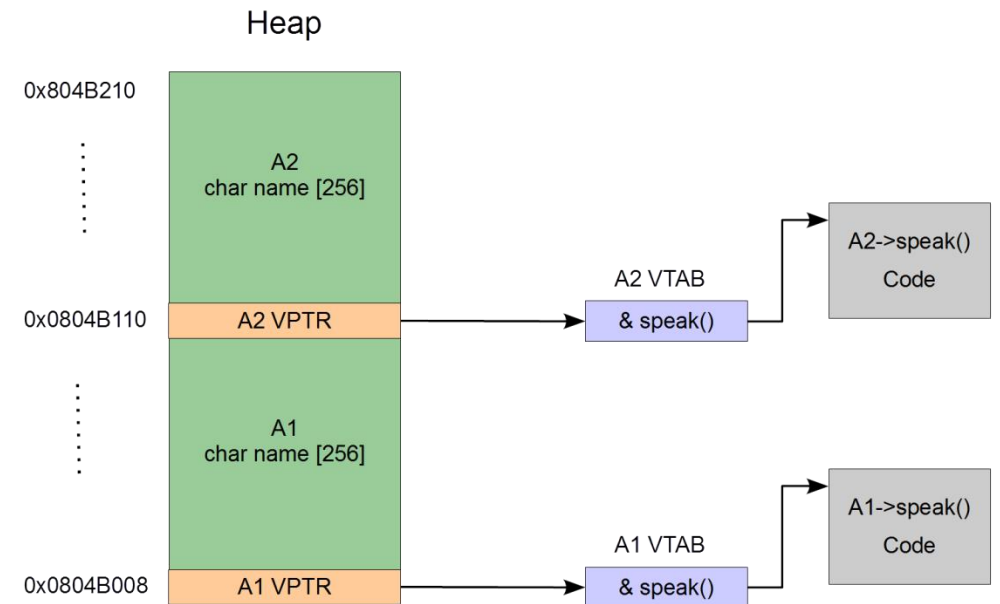 Heap
0x804B210
A2
char name [256]
A2->speak()
Code
A2 VTAB
0x0804B110
A2 VPTR
& speak()
A1
char name [256]
A1->speak()
Code
A1 VTAB
0x0804B008
A1 VPTR
& speak()